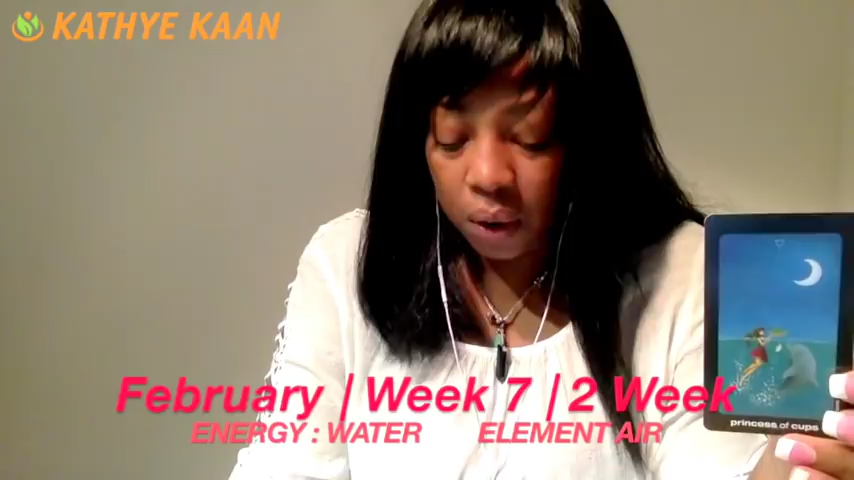 KATHYE KAAN
February | Week 7 | 2 Week
ENERGY : WATER ELEMENT AIR
princess of cups